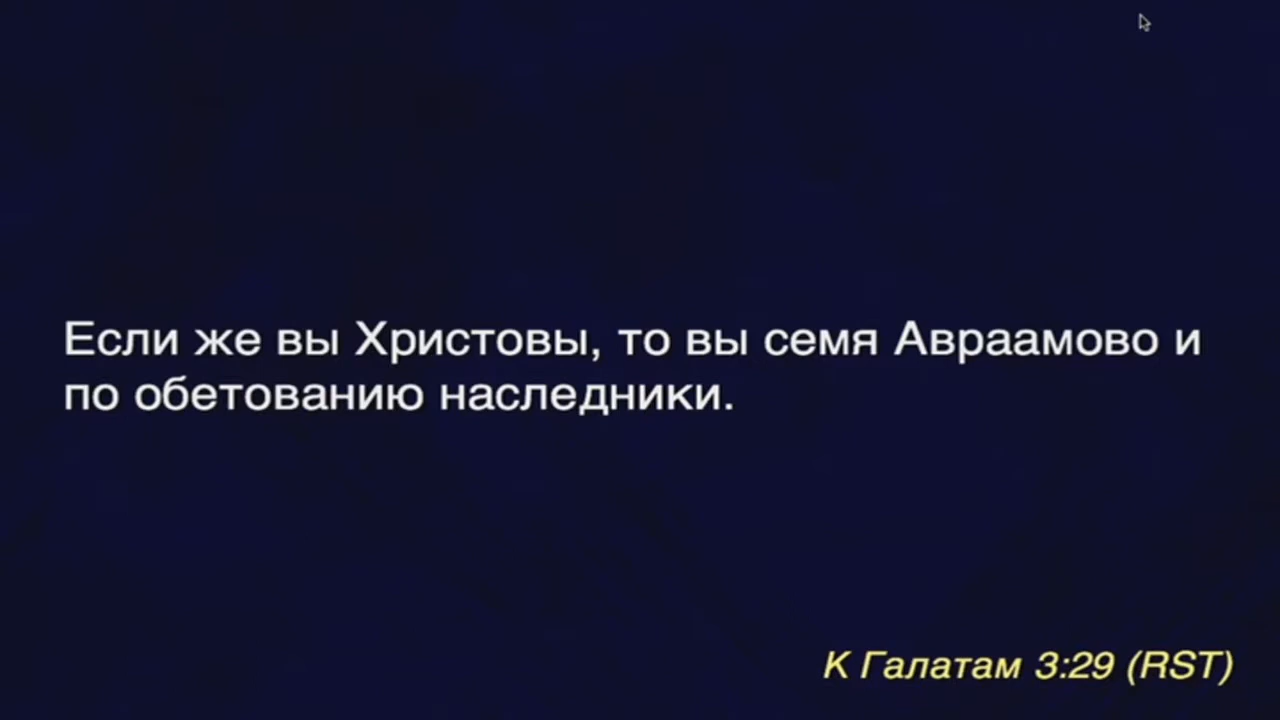 Если же вы Христовы, то вы семя Авраамово и
по обетованию наследники.
К Галатам 3:29 (RST)